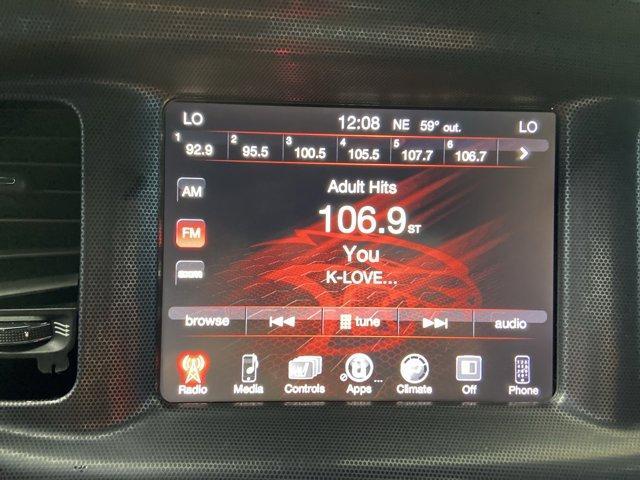 LO 12:08 NE 59° out. LO
1 92.9 2 95.5 3 100.5 4 105.5 5 107.7 6 106.7
Adult Hits
AM
106.9 ST
FM
You
K-LOVE...
browse tune audio
Radio Media Controls Apps Climate Off Phone